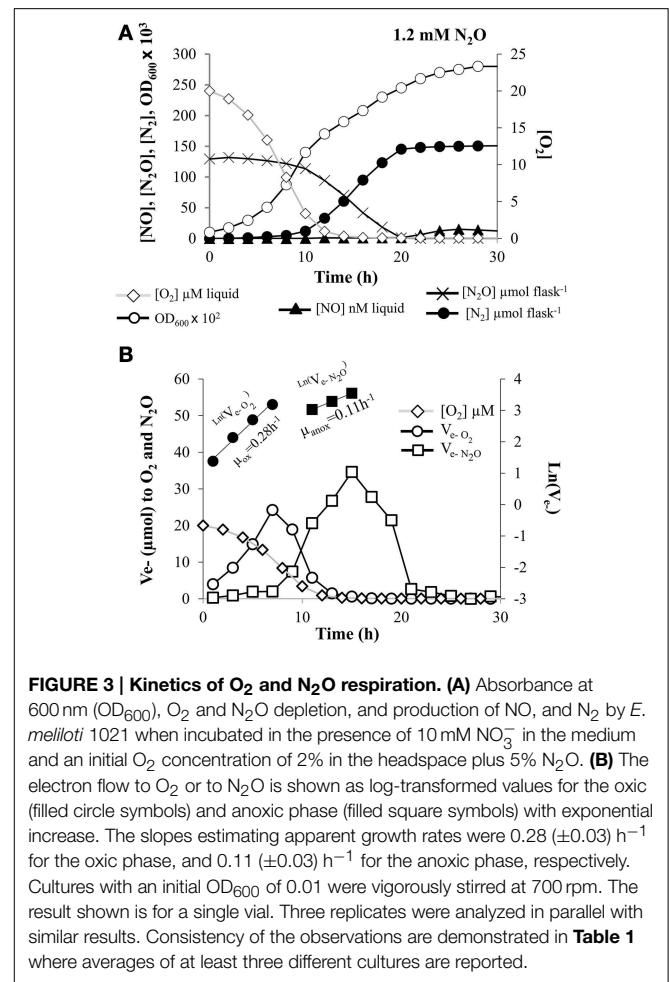 A
1.2 mM N₂O
[NO], [N₂O], [N₂], OD₆₀₀ x 10³
300
250
200
150
100
50
0
25
20
15
10
5
0
[O₂]
0 10 20 30
Time (h)
[O₂] µM liquid
OD₆₀₀ x 10²
[NO] nM liquid
[N₂O] µmol flask⁻¹
[N₂] µmol flask⁻¹
B
Ve- (µmol) to O₂ and N₂O
60
50
40
30
20
10
0
Ln(Vₑ₋O₂)
µₒₓ=0.28h⁻¹
Ln(Vₑ₋N₂O)
µₐₙₒₓ=0.11h⁻¹
[O₂] µM
Vₑ₋ O₂
Vₑ₋ N₂O
4
3
2
1
0
-1
-2
-3
Ln(Vₑ₋)
0 10 20 30
Time (h)
FIGURE 3 | Kinetics of O₂ and N₂O respiration. (A) Absorbance at
600 nm (OD₆₀₀), O₂ and N₂O depletion, and production of NO, and N₂ by E.
meliloti 1021 when incubated in the presence of 10 mM NO₃⁻ in the medium
and an initial O₂ concentration of 2% in the headspace plus 5% N₂O. (B) The
electron flow to O₂ or to N₂O is shown as log-transformed values for the oxic
(filled circle symbols) and anoxic phase (filled square symbols) with exponential
increase. The slopes estimating apparent growth rates were 0.28 (±0.03) h⁻¹
for the oxic phase, and 0.11 (±0.03) h⁻¹ for the anoxic phase, respectively.
Cultures with an initial OD₆₀₀ of 0.01 were vigorously stirred at 700 rpm. The
result shown is for a single vial. Three replicates were analyzed in parallel with
similar results. Consistency of the observations are demonstrated in Table 1
where averages of at least three different cultures are reported.